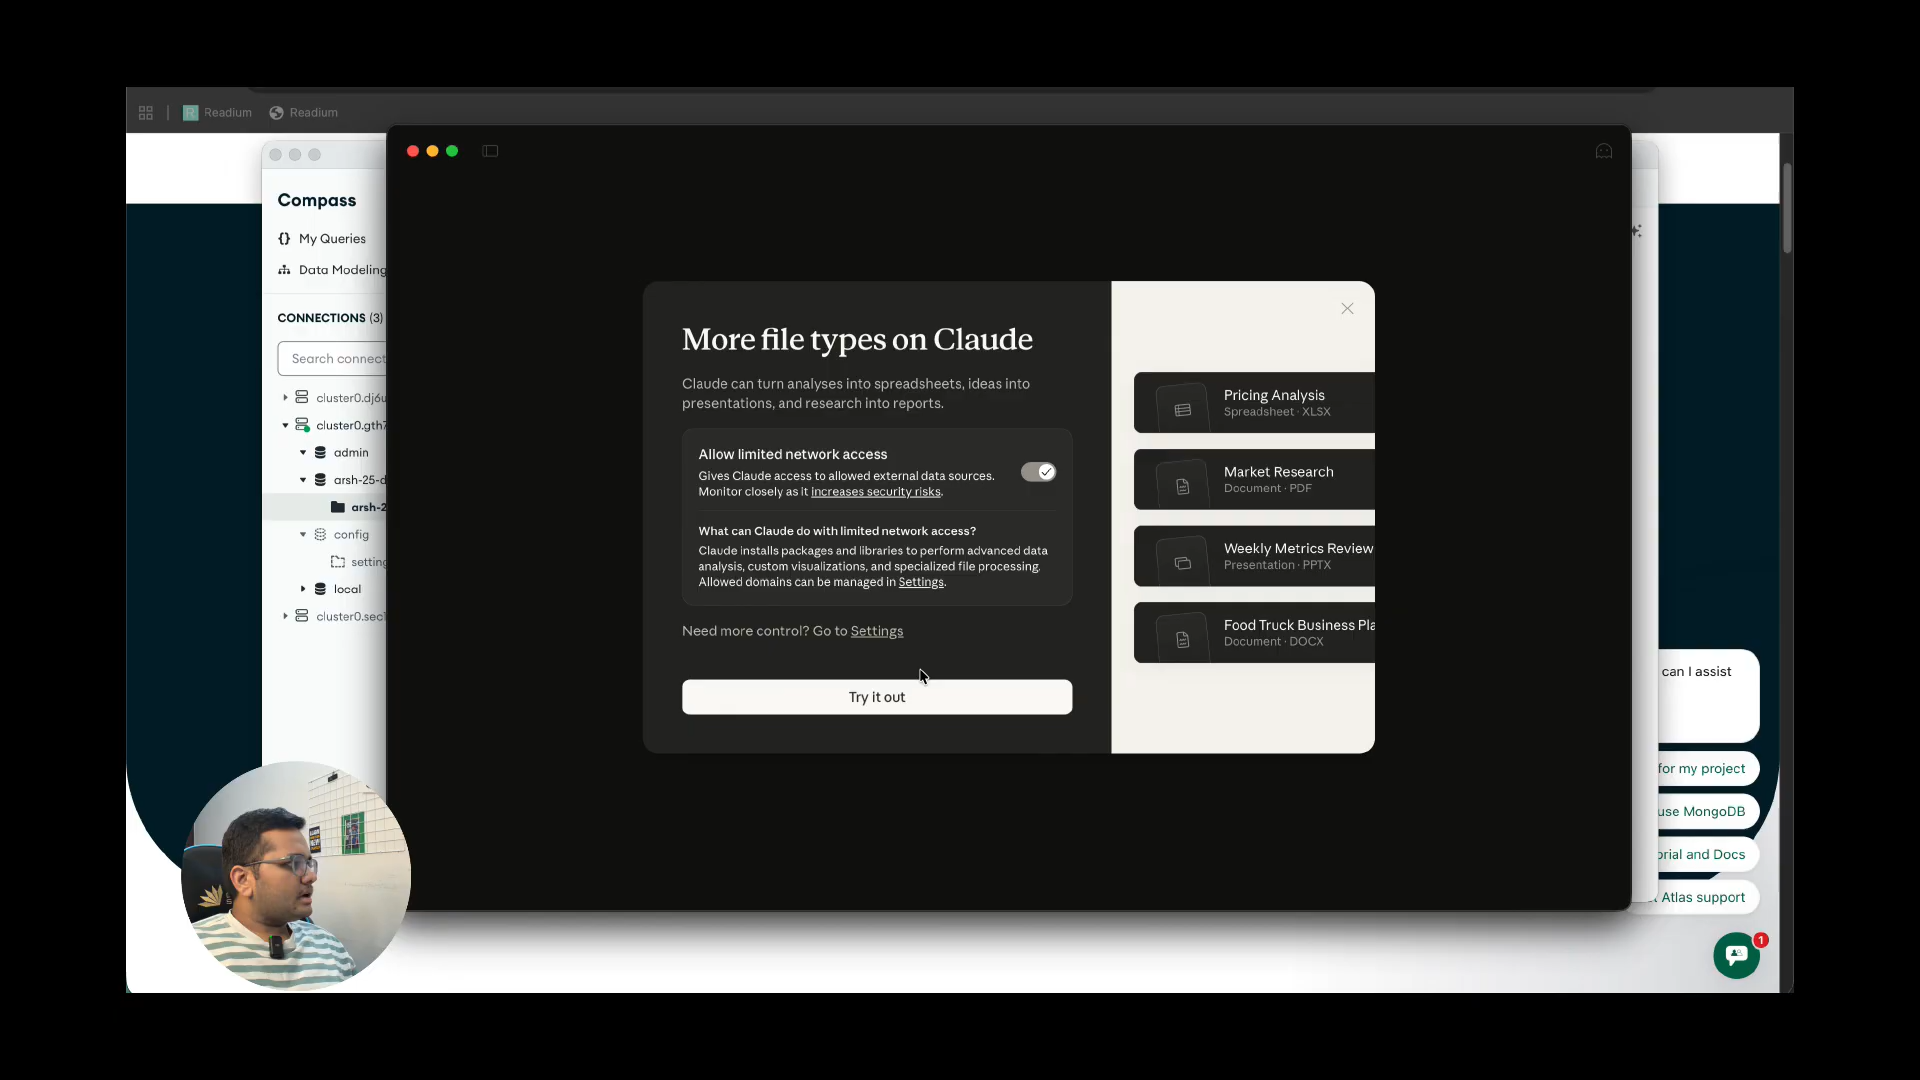 Readium
Readium
Compass
My Queries
Data Modeling
CONNECTIONS (3)
Search connect
cluster0.dj6u
cluster0.gth7
admin
arsh-25-d
arsh-2
config
setting
local
cluster0.sec1
More file types on Claude
Claude can turn analyses into spreadsheets, ideas into
presentations, and research into reports.
Allow limited network access
Gives Claude access to allowed external data sources.
Monitor closely as it increases security risks.
What can Claude do with limited network access?
Claude installs packages and libraries to perform advanced data
analysis, custom visualizations, and specialized file processing.
Allowed domains can be managed in Settings.
Need more control? Go to Settings
Try it out
Pricing Analysis
Spreadsheet · XLSX
Market Research
Document · PDF
Weekly Metrics Review
Presentation · PPTX
Food Truck Business Pla
Document · DOCX
can I assist
for my project
use MongoDB
orial and Docs
Atlas support
1